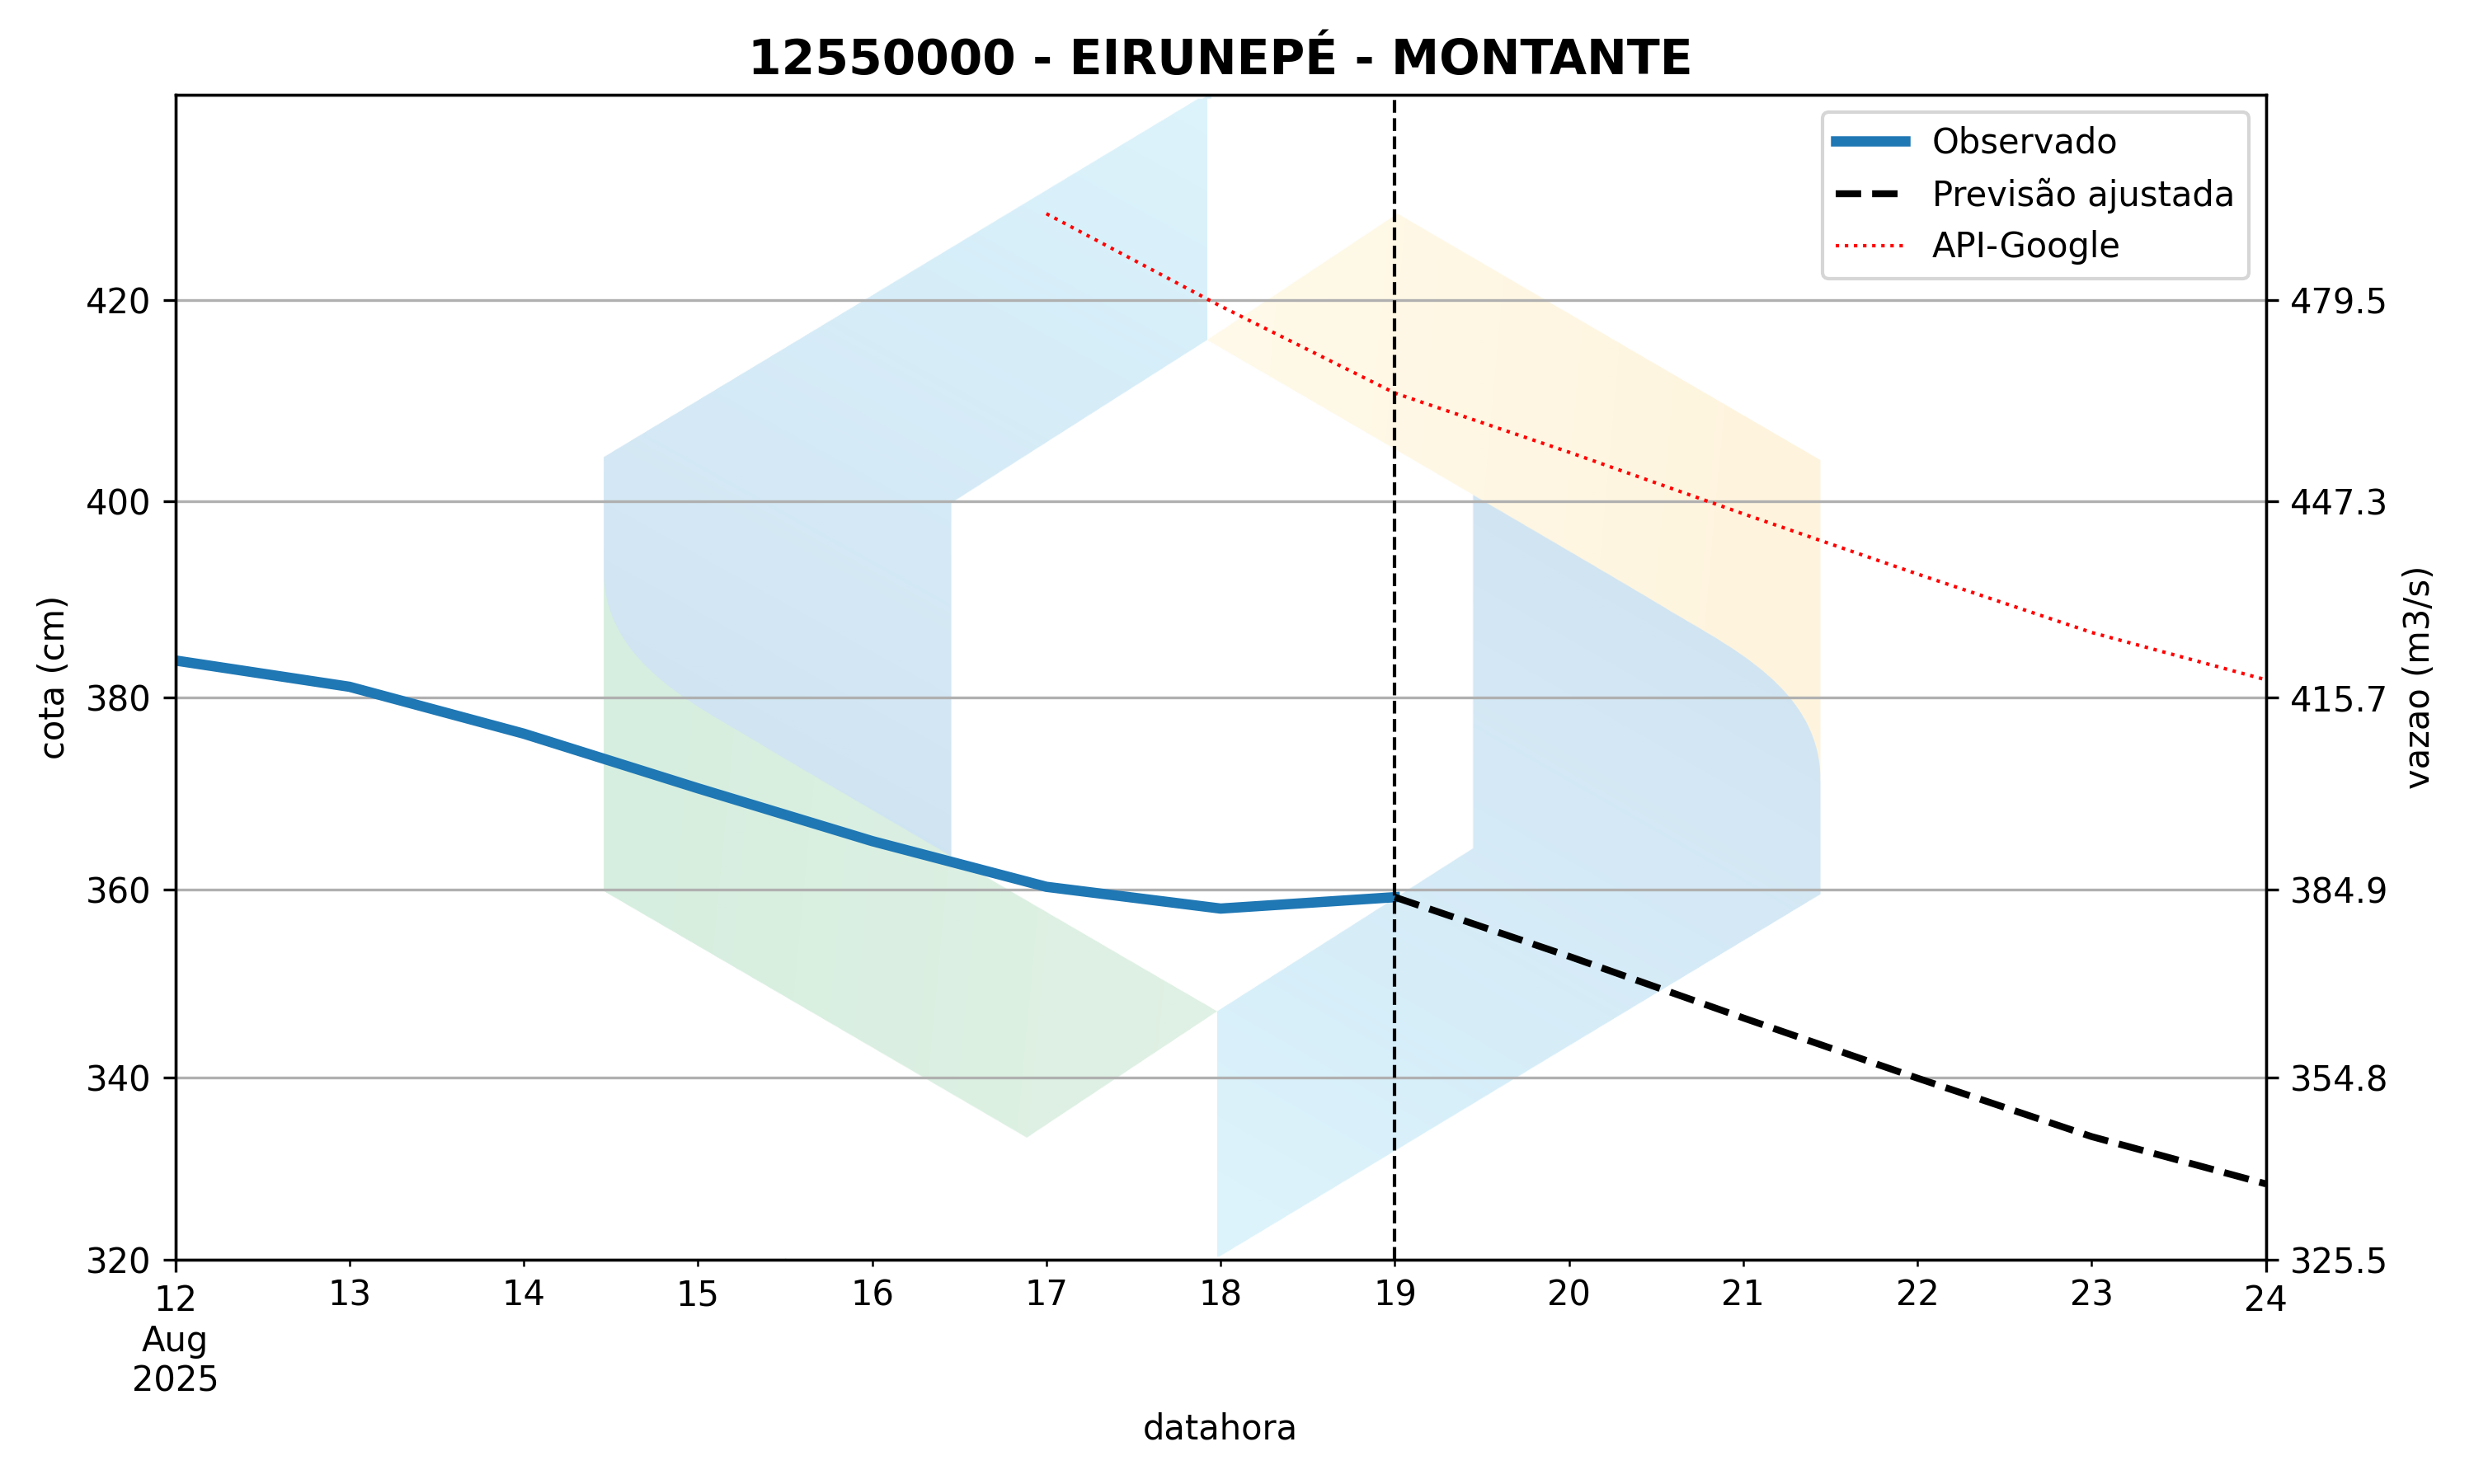 12550000 - EIRUNEPÉ - MONTANTE
Observado
Previsão ajustada
API-Google
420
400
380
360
340
320
cota (cm)
479.5
447.3
415.7
384.9
354.8
325.5
vazao (m3/s)
12 13 14 15 16 17 18 19 20 21 22 23 24
Aug
2025
datahora